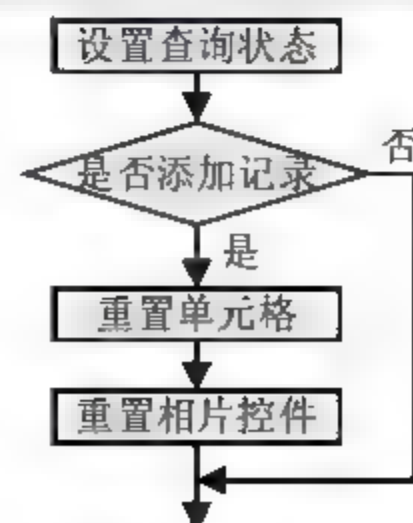 设置查询状态
是否添加记录
否
是
重置单元格
重置相片控件